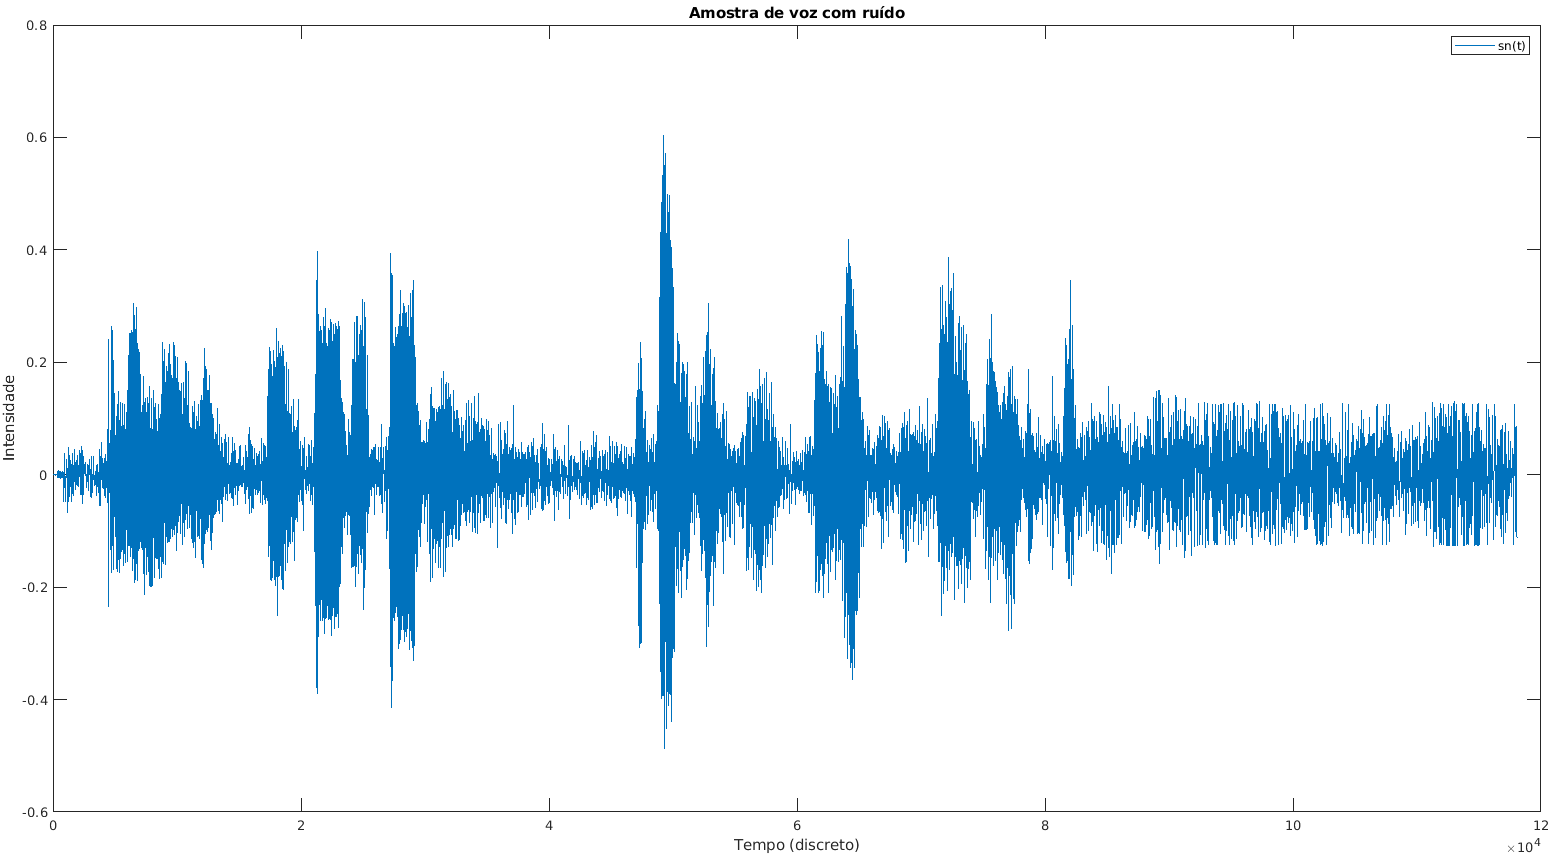 Amostra de voz com ruído
sn(t)
0.8
0.6
0.4
0.2
0
-0.2
-0.4
-0.6
Intensidade
0 2 4 6 8 10 12
Tempo (discreto)
×10⁴